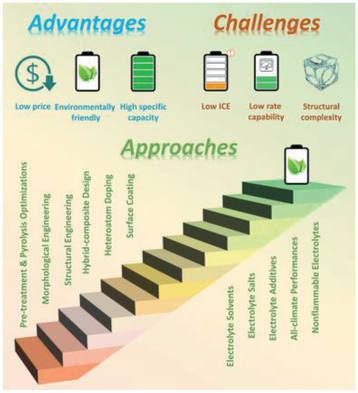 Advantages
Challenges
$
Low price
Environmentally
friendly
High specific
capacity
Low ICE
Low rate
capability
Structural
complexity
Approaches
Pre-treatment & Pyrolysis Optimizations
Morphological Engineering
Structural Engineering
Hybrid-composite Design
Heteroatom Doping
Surface Coating
Electrolyte Solvents
Electrolyte Salts
Electrolyte Additives
All-climate Performances
Nonflammable Electrolytes